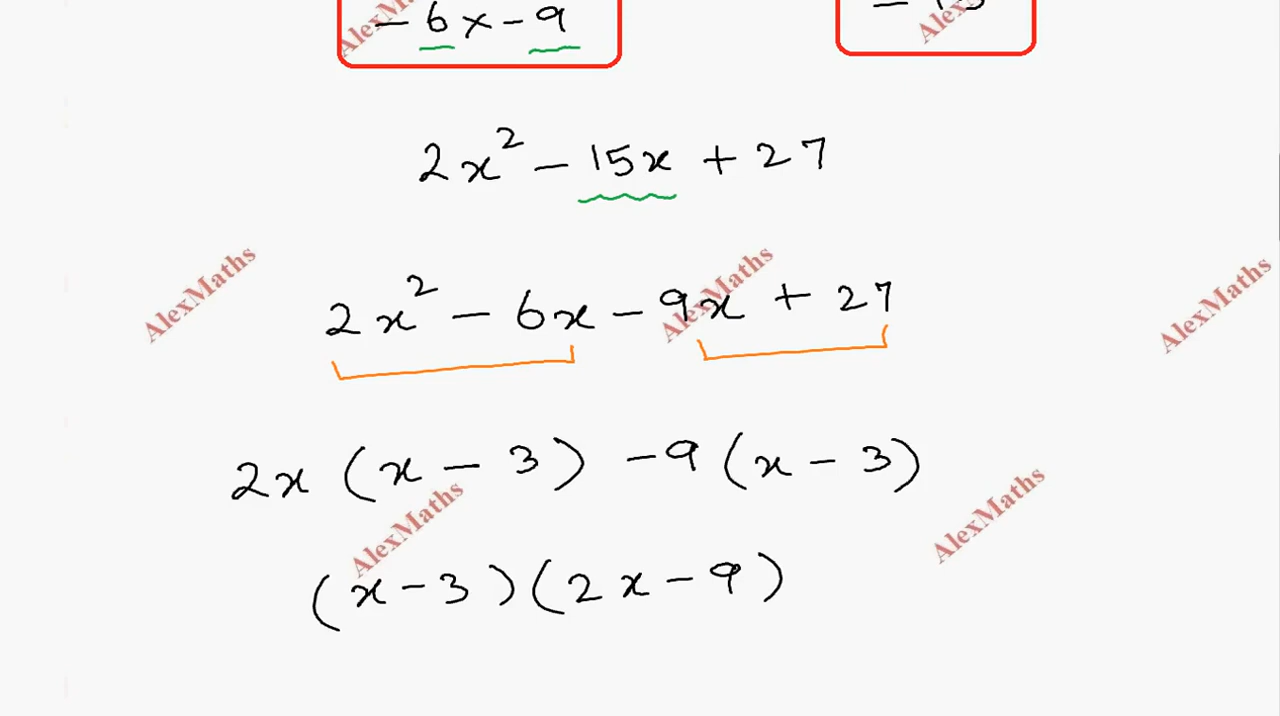 - 6 x - 9
2x² - 15x + 27
2x² - 6x - 9x + 27
2x (x - 3) -9 (x - 3)
(x-3)(2x-9)
AlexMaths
AlexMaths
AlexMaths
AlexMaths
AlexMaths